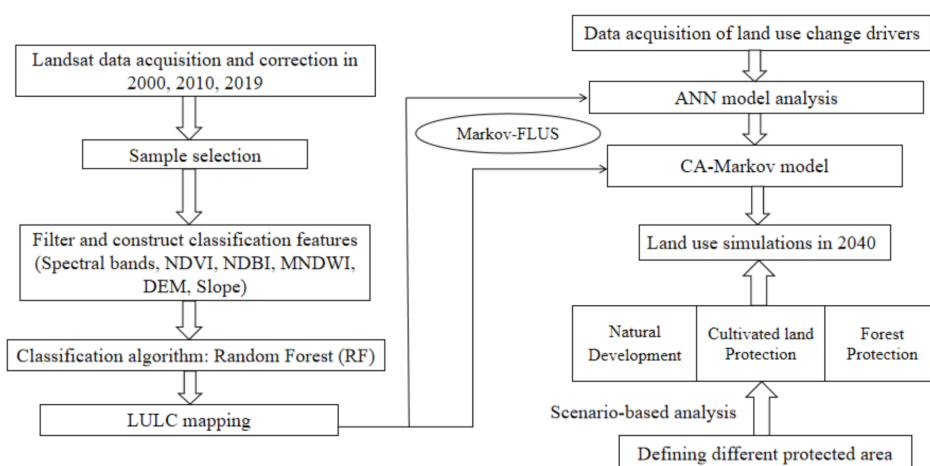 Landsat data acquisition and correction in
2000, 2010, 2019
Sample selection
Filter and construct classification features
(Spectral bands, NDVI, NDBI, MNDWI,
DEM, Slope)
Classification algorithm: Random Forest (RF)
LULC mapping
Markov-FLUS
Data acquisition of land use change drivers
ANN model analysis
CA-Markov model
Land use simulations in 2040
Natural
Development
Cultivated land
Protection
Forest
Protection
Scenario-based analysis
Defining different protected area